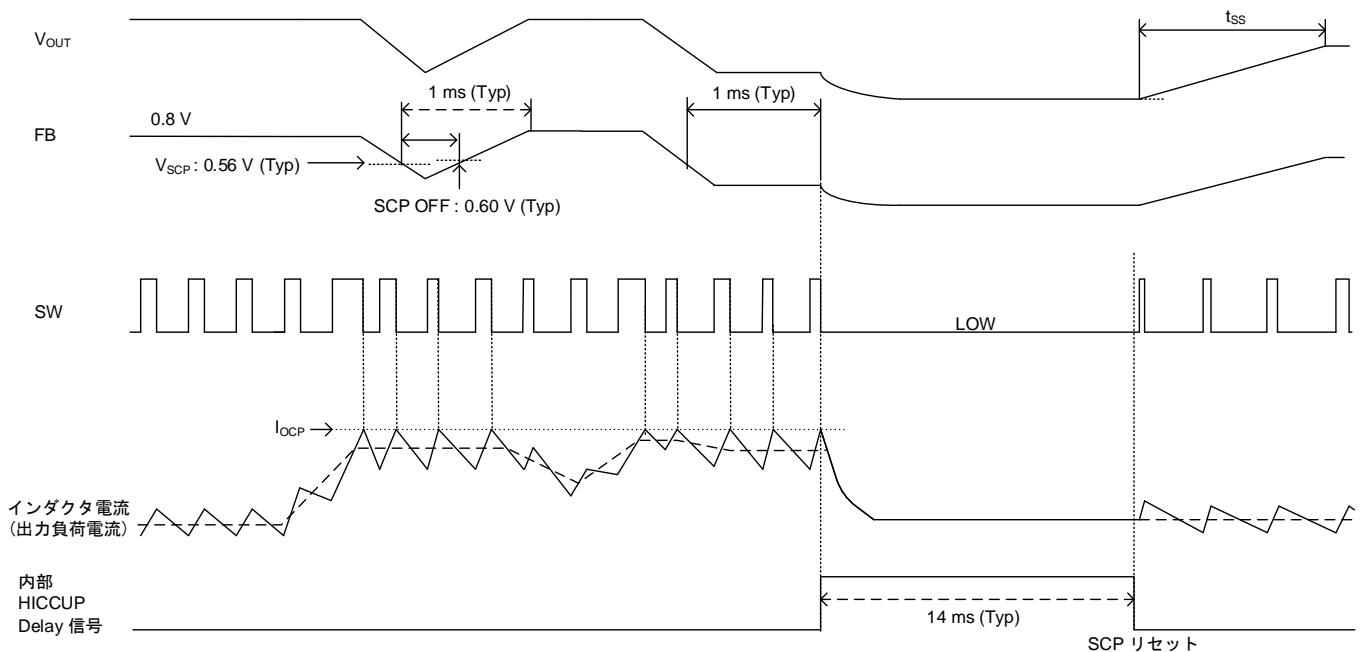 tSS
VOUT
1 ms (Typ)
1 ms (Typ)
0.8 V
FB
VSCP : 0.56 V (Typ)
SCP OFF : 0.60 V (Typ)
SW
LOW
IOCP
インダクタ電流
(出力負荷電流)
内部
HICCUP
Delay 信号
14 ms (Typ)
SCP リセット